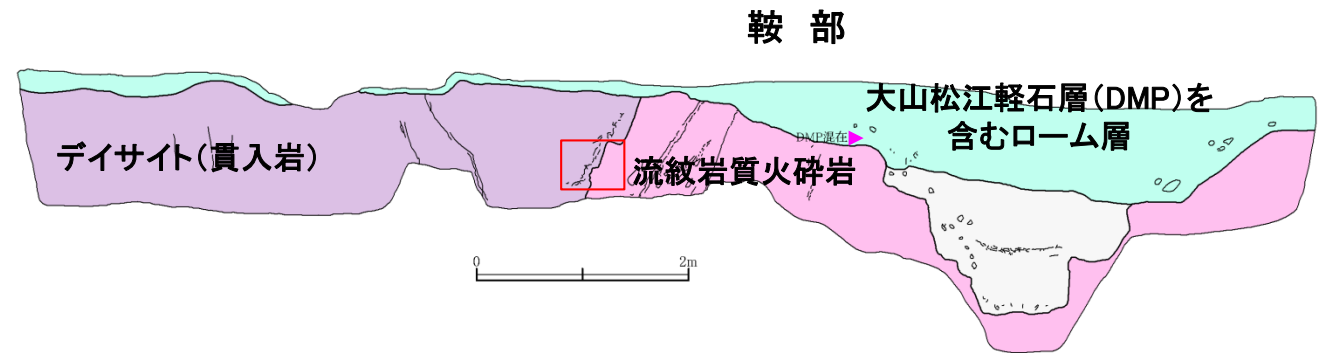 鞍 部
大山松江軽石層(DMP)を
含むローム層
DMP混在
デイサイト(貫入岩)
流紋岩質火砕岩
0 2m